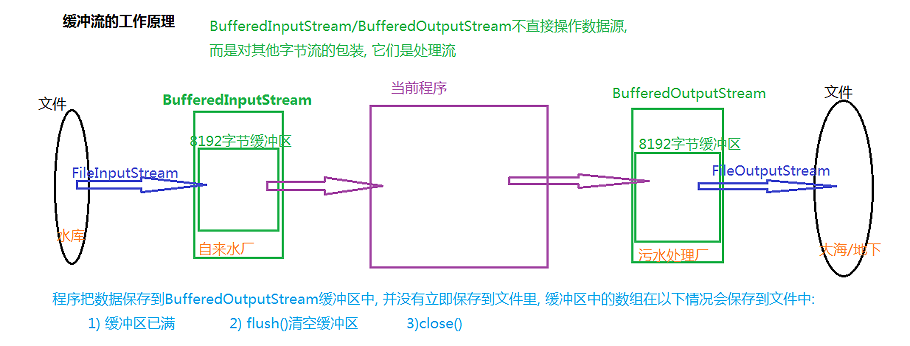 缓冲流的工作原理
BufferedInputStream/BufferedOutputStream不直接操作数据源,
而是对其他字节流的包装, 它们是处理流
文件
BufferedInputStream
当前程序
BufferedOutputStream
文件
8192字节缓冲区
8192字节缓冲区
FileInputStream
FileOutputStream
水库
自来水厂
污水处理厂
大海/地下
程序把数据保存到BufferedOutputStream缓冲区中, 并没有立即保存到文件里, 缓冲区中的数组在以下情况会保存到文件中:
1) 缓冲区已满 2) flush()清空缓冲区 3)close()